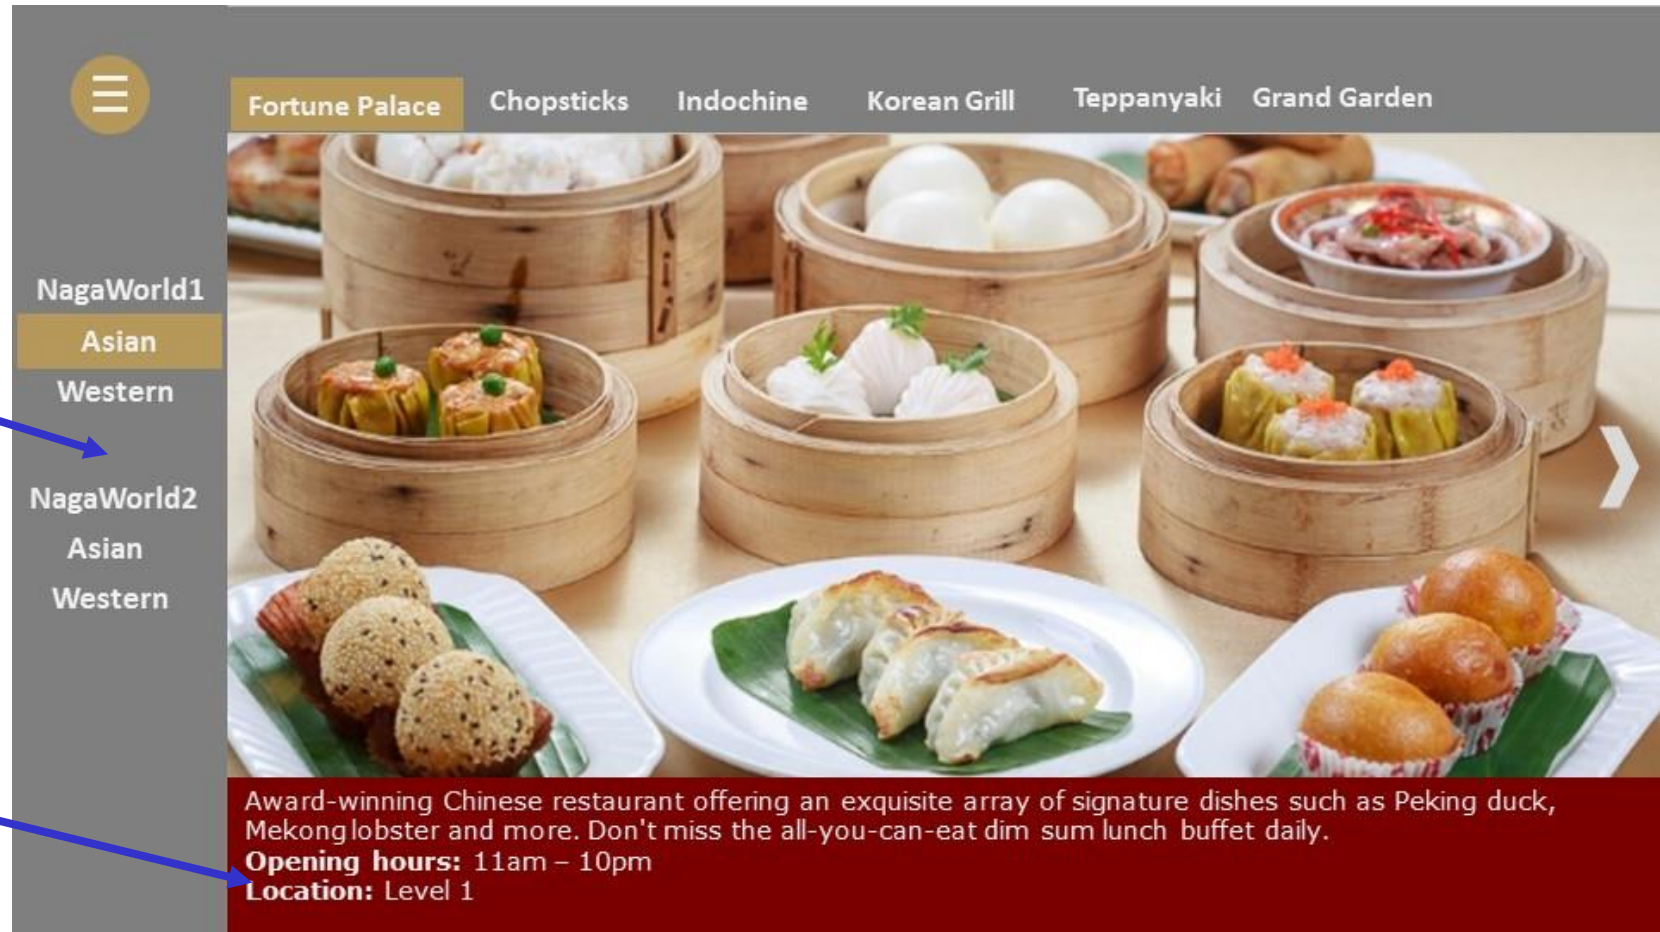 Fortune Palace
Chopsticks
Indochine
Korean Grill
Teppanyaki
Grand Garden
NagaWorld1
Asian
Western
NagaWorld2
Asian
Western
Award-winning Chinese restaurant offering an exquisite array of signature dishes such as Peking duck,
Mekong lobster and more. Don't miss the all-you-can-eat dim sum lunch buffet daily.
Opening hours: 11am – 10pm
Location: Level 1